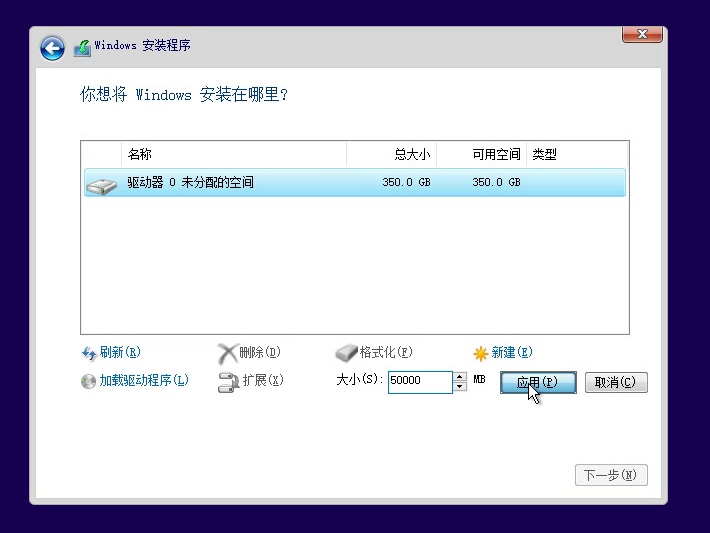 Windows 安装程序
你想将 Windows 安装在哪里?
名称 总大小 可用空间 类型
驱动器 0 未分配的空间 350.0 GB 350.0 GB
刷新(R) 删除(D) 格式化(F) 新建(E)
加载驱动程序(L) 扩展(X) 大小(S): 50000 MB 应用(P) 取消(C)
下一步(N)